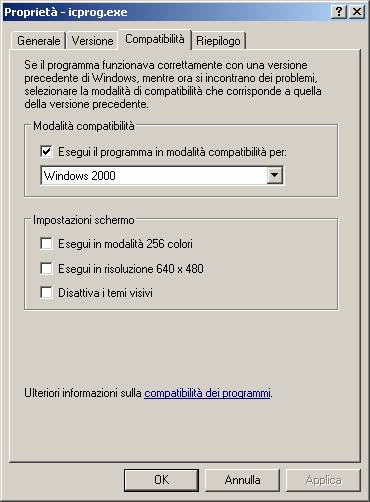 Proprietà - icprog.exe
Generale Versione Compatibilità Riepilogo
Se il programma funzionava correttamente con una versione
precedente di Windows, mentre ora si incontrano dei problemi,
selezionare la modalità di compatibilità che corrisponde a quella
della versione precedente.
Modalità compatibilità
Esegui il programma in modalità compatibilità per:
Windows 2000
Impostazioni schermo
Esegui in modalità 256 colori
Esegui in risoluzione 640 x 480
Disattiva i temi visivi
Ulteriori informazioni sulla compatibilità dei programmi.
OK Annulla Applica